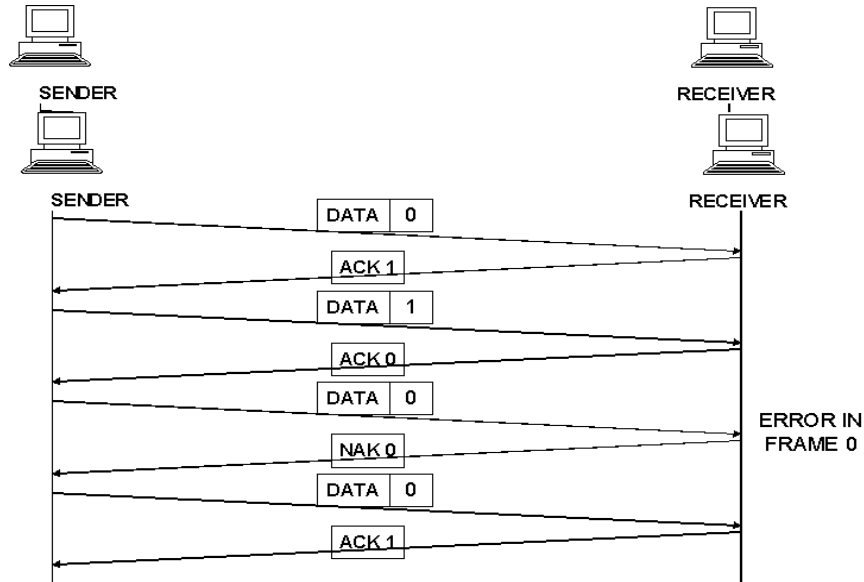 SENDER
RECEIVER
SENDER
RECEIVER
DATA 0
ACK 1
DATA 1
ACK 0
DATA 0
ERROR IN
FRAME 0
NAK 0
DATA 0
ACK 1